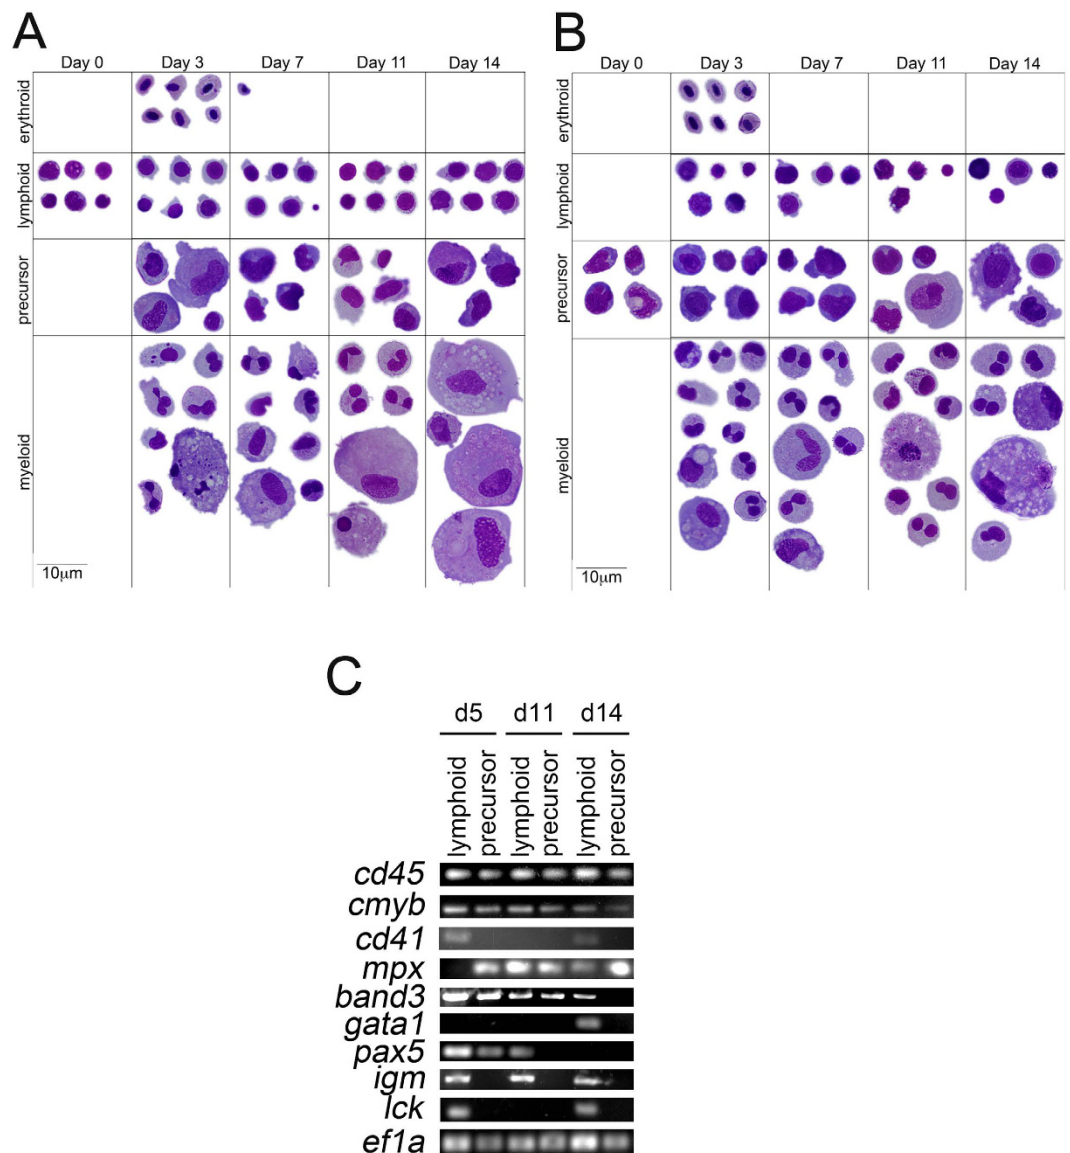 A
Day 0 Day 3 Day 7 Day 11 Day 14
erythroid
lymphoid
precursor
myeloid
10μm
B
Day 0 Day 3 Day 7 Day 11 Day 14
erythroid
lymphoid
precursor
myeloid
10μm
C
d5 d11 d14
lymphoid precursor lymphoid precursor lymphoid precursor
cd45
cmyb
cd41
mpx
band3
gata1
pax5
igm
lck
ef1a